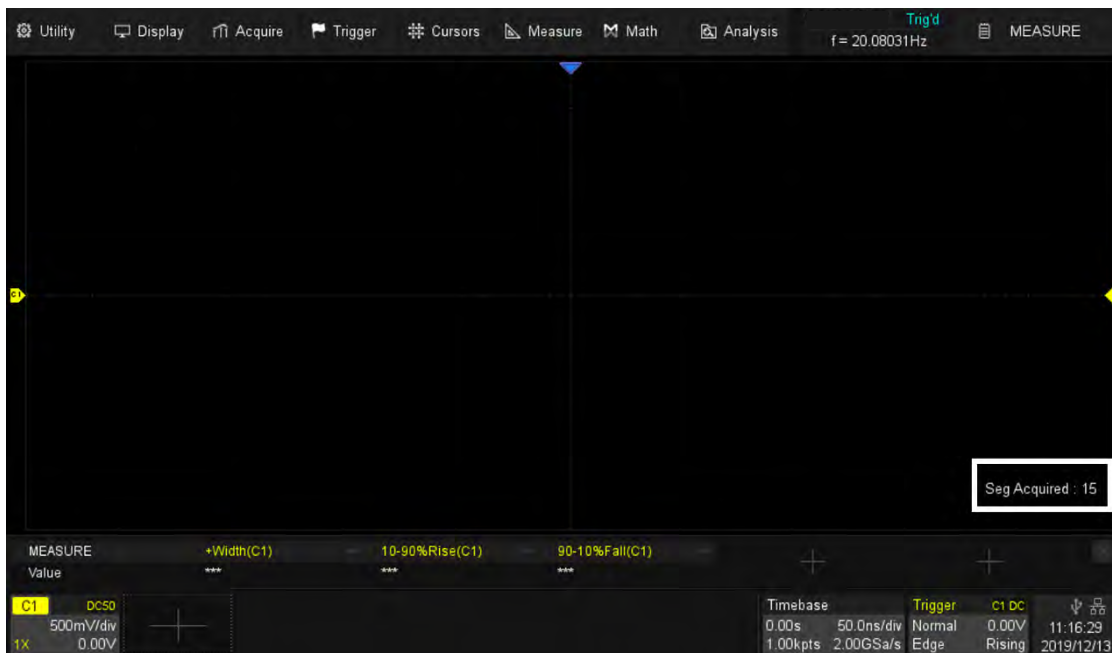 Utility Display Acquire Trigger Cursors Measure Math Analysis
Trig'd
f = 20.08031Hz
MEASURE
C1
Seg Acquired : 15
MEASURE +Width(C1) 10-90%Rise(C1) 90-10%Fall(C1)
Value *** *** ***
C1 DC50
500mV/div
1X 0.00V
Timebase
0.00s 50.0ns/div
1.00kpts 2.00GSa/s
Trigger C1 DC
Normal 0.00V
Edge Rising
11:16:29
2019/12/13